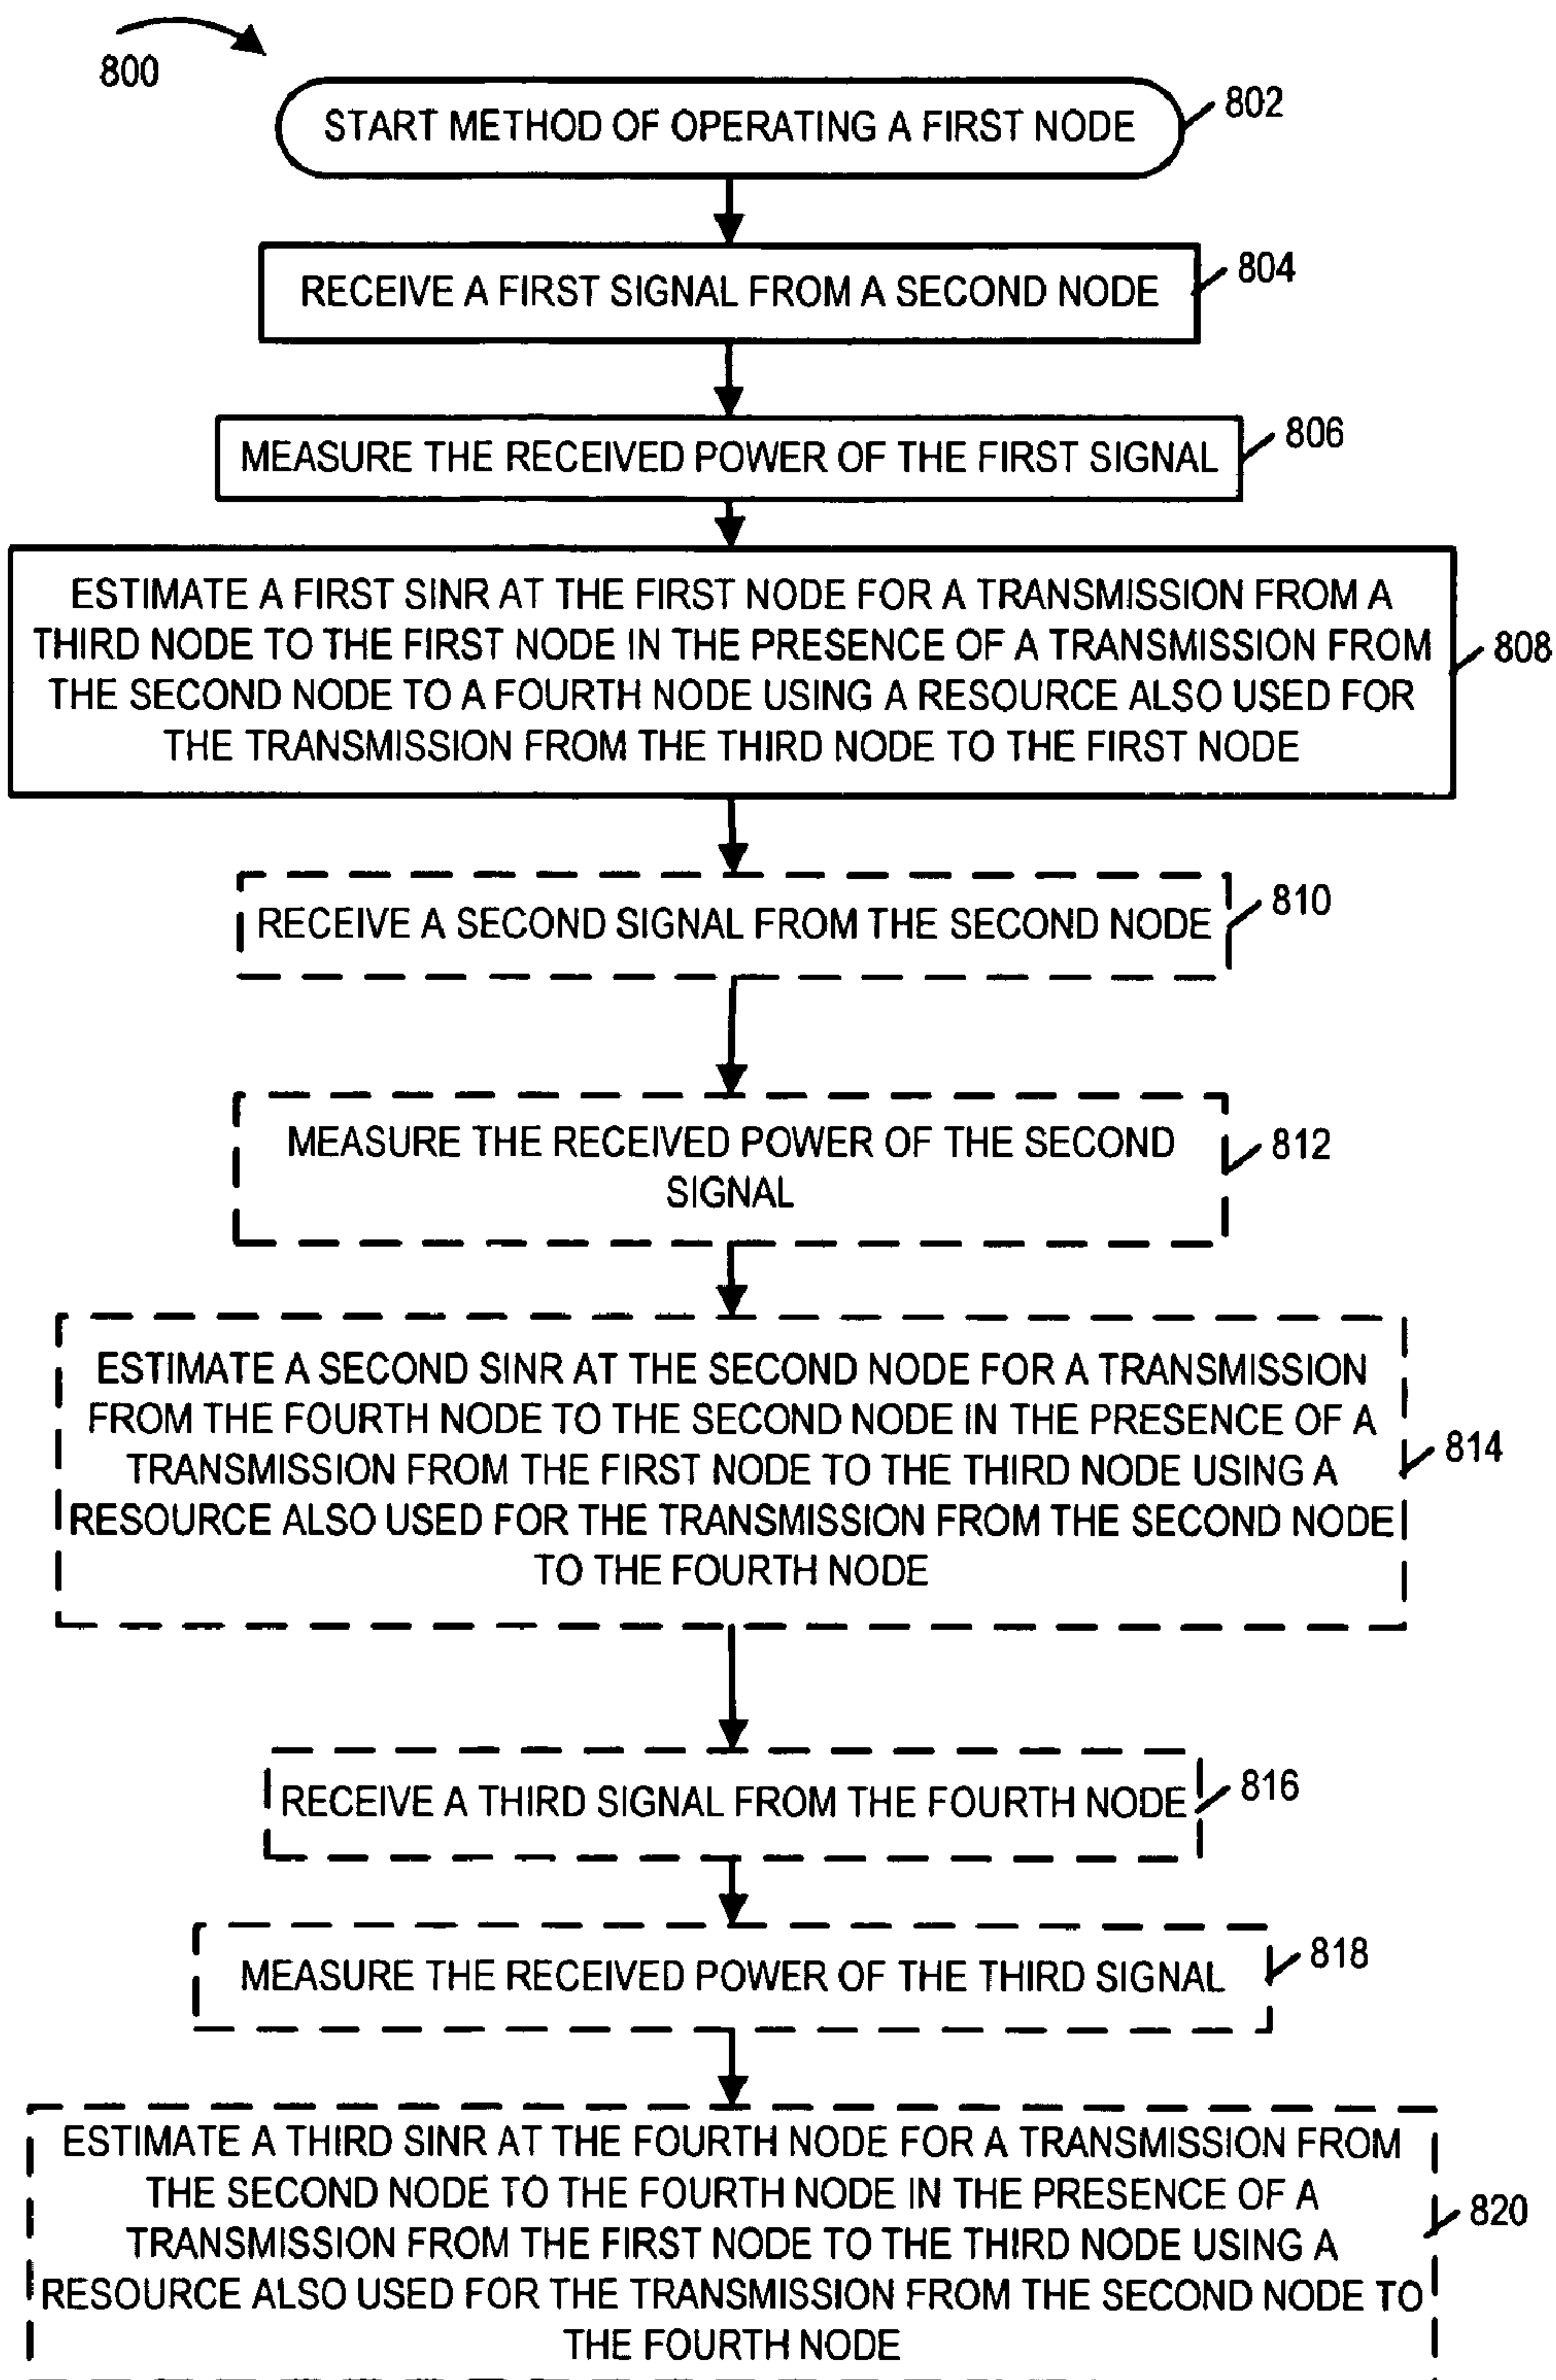 800
START METHOD OF OPERATING A FIRST NODE
802
RECEIVE A FIRST SIGNAL FROM A SECOND NODE
804
MEASURE THE RECEIVED POWER OF THE FIRST SIGNAL
806
ESTIMATE A FIRST SINR AT THE FIRST NODE FOR A TRANSMISSION FROM A
THIRD NODE TO THE FIRST NODE IN THE PRESENCE OF A TRANSMISSION FROM
THE SECOND NODE TO A FOURTH NODE USING A RESOURCE ALSO USED FOR
THE TRANSMISSION FROM THE THIRD NODE TO THE FIRST NODE
808
RECEIVE A SECOND SIGNAL FROM THE SECOND NODE
810
MEASURE THE RECEIVED POWER OF THE SECOND
SIGNAL
812
ESTIMATE A SECOND SINR AT THE SECOND NODE FOR A TRANSMISSION
FROM THE FOURTH NODE TO THE SECOND NODE IN THE PRESENCE OF A
TRANSMISSION FROM THE FIRST NODE TO THE THIRD NODE USING A
RESOURCE ALSO USED FOR THE TRANSMISSION FROM THE SECOND NODE
TO THE FOURTH NODE
814
RECEIVE A THIRD SIGNAL FROM THE FOURTH NODE
816
MEASURE THE RECEIVED POWER OF THE THIRD SIGNAL
818
ESTIMATE A THIRD SINR AT THE FOURTH NODE FOR A TRANSMISSION FROM
THE SECOND NODE TO THE FOURTH NODE IN THE PRESENCE OF A
TRANSMISSION FROM THE FIRST NODE TO THE THIRD NODE USING A
RESOURCE ALSO USED FOR THE TRANSMISSION FROM THE SECOND NODE TO
THE FOURTH NODE
820